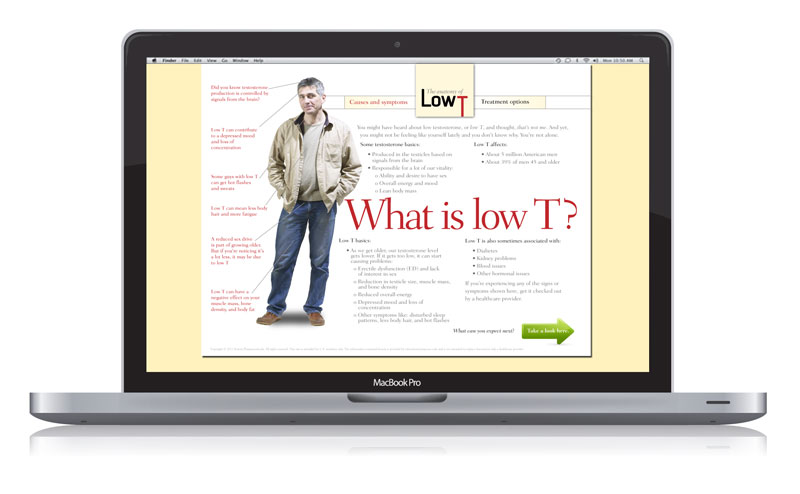 Finder File Edit View Go Window Help
Mon 10:50 AM
The anatomy of
LowT
Causes and symptoms
Treatment options
Did you know testosterone
production is controlled by
signals from the brain?
Low T can contribute
to a depressed mood
and loss of
concentration
Some guys with low T
can get hot flashes
and sweats
Low T can mean less body
hair and more fatigue
A reduced sex drive
is part of growing older.
But if you're noticing it's
a lot less, it may be due
to low T
Low T can have a
negative effect on your
muscle mass, bone
density, and body fat
You might have heard about low testosterone, or low T, and thought, that's not me. And yet,
you might not be feeling like yourself lately and you don't know why. You're not alone.
Some testosterone basics:
• Produced in the testicles based on
signals from the brain
• Responsible for a lot of our vitality:
o Ability and desire to have sex
o Overall energy and mood
o Lean body mass
Low T affects:
• About 5 million American men
• About 39% of men 45 and older
What is low T?
Low T basics:
• As we get older, our testosterone level
gets lower. If it gets too low, it can start
causing problems:
o Erectile dysfunction (ED) and lack
of interest in sex
o Reduction in testicle size, muscle mass,
and bone density
o Reduced overall energy
o Depressed mood and loss of
concentration
o Other symptoms like: disturbed sleep
patterns, less body hair, and hot flashes
Low T is also sometimes associated with:
• Diabetes
• Kidney problems
• Blood issues
• Other hormonal issues
If you're experiencing any of the signs or
symptoms shown here, get it checked out
by a healthcare provider.
What can you expect next?
Take a look here.
MacBook Pro